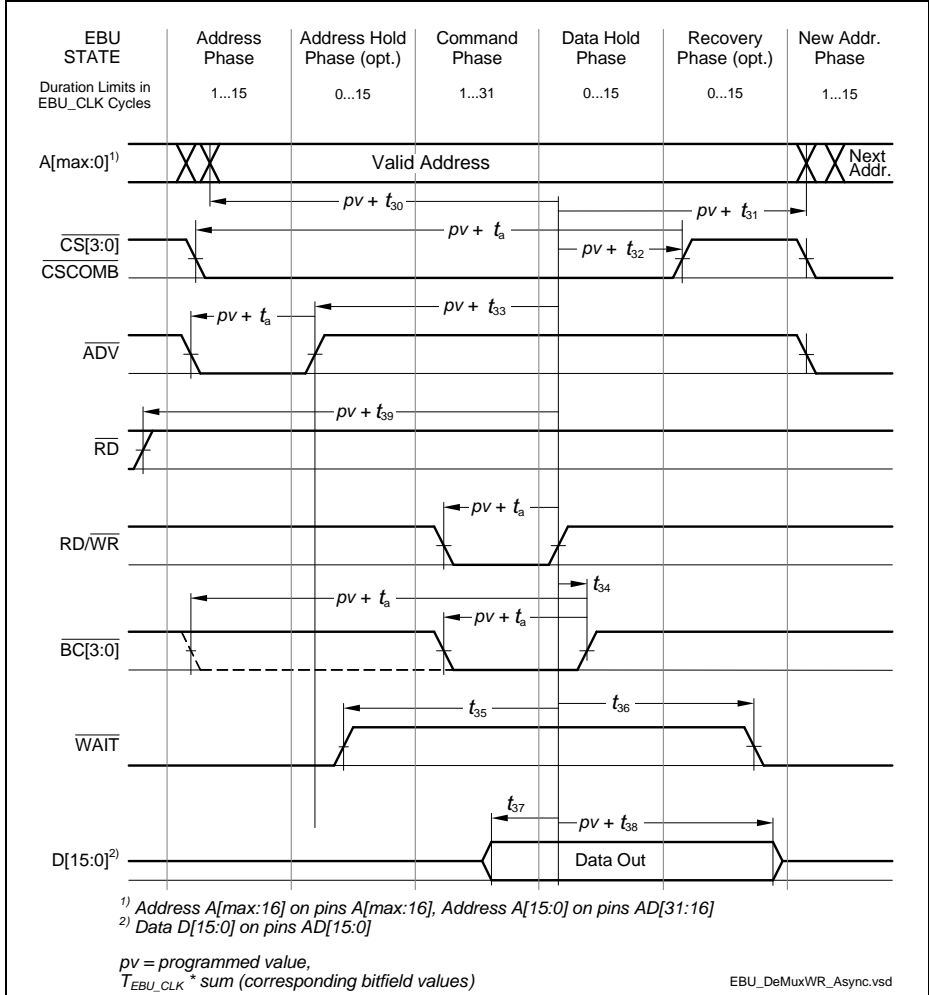 EBU STATE
Address Phase
Address Hold Phase (opt.)
Command Phase
Data Hold Phase
Recovery Phase (opt.)
New Addr. Phase
Duration Limits in EBU_CLK Cycles
1...15
0...15
1...31
0...15
0...15
1...15
A[max:0]1)
Valid Address
Next Addr.
pv + t30
pv + t31
pv + ta
CS[3:0]
CSCOMB
pv + t32
pv + t33
pv + ta
ADV
pv + t39
RD
pv + ta
RD/WR
t34
pv + ta
pv + ta
BC[3:0]
t35
t36
WAIT
t37
pv + t38
D[15:0]2)
Data Out
1) Address A[max:16] on pins A[max:16], Address A[15:0] on pins AD[31:16]
2) Data D[15:0] on pins AD[15:0]
pv = programmed value,
TEBU_CLK * sum (corresponding bitfield values)
EBU_DeMuxWR_Async.vsd